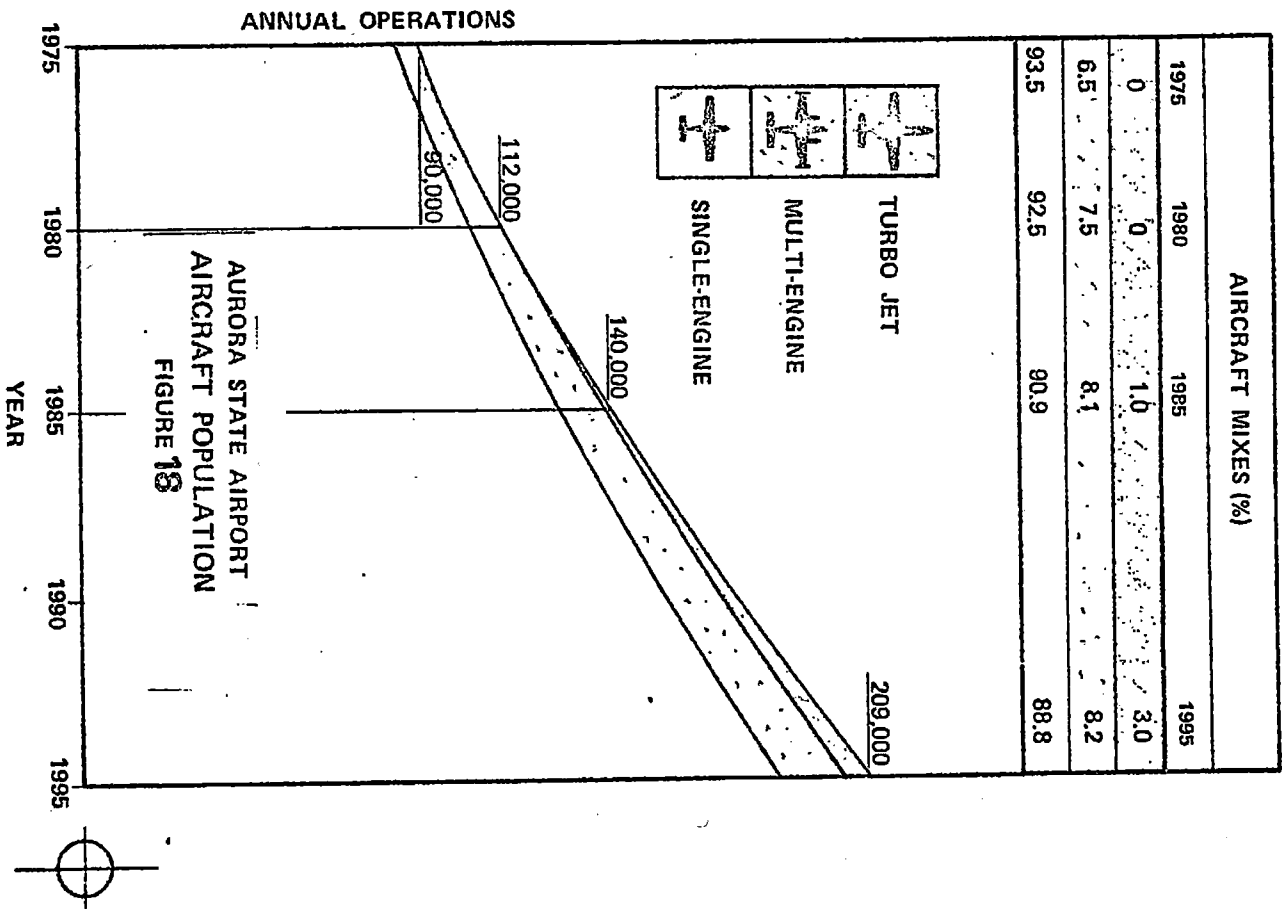 AIRCRAFT MIXES (%)
1975 1980 1985 1995
0 0 1.0 3.0
6.5 7.5 8.1 8.2
93.5 92.5 90.9 88.8
TURBO JET
MULTI-ENGINE
SINGLE-ENGINE
209,000
140,000
112,000
90,000
ANNUAL OPERATIONS
AURORA STATE AIRPORT
AIRCRAFT POPULATION
FIGURE 18
1975 1980 1985 1990 1995
YEAR